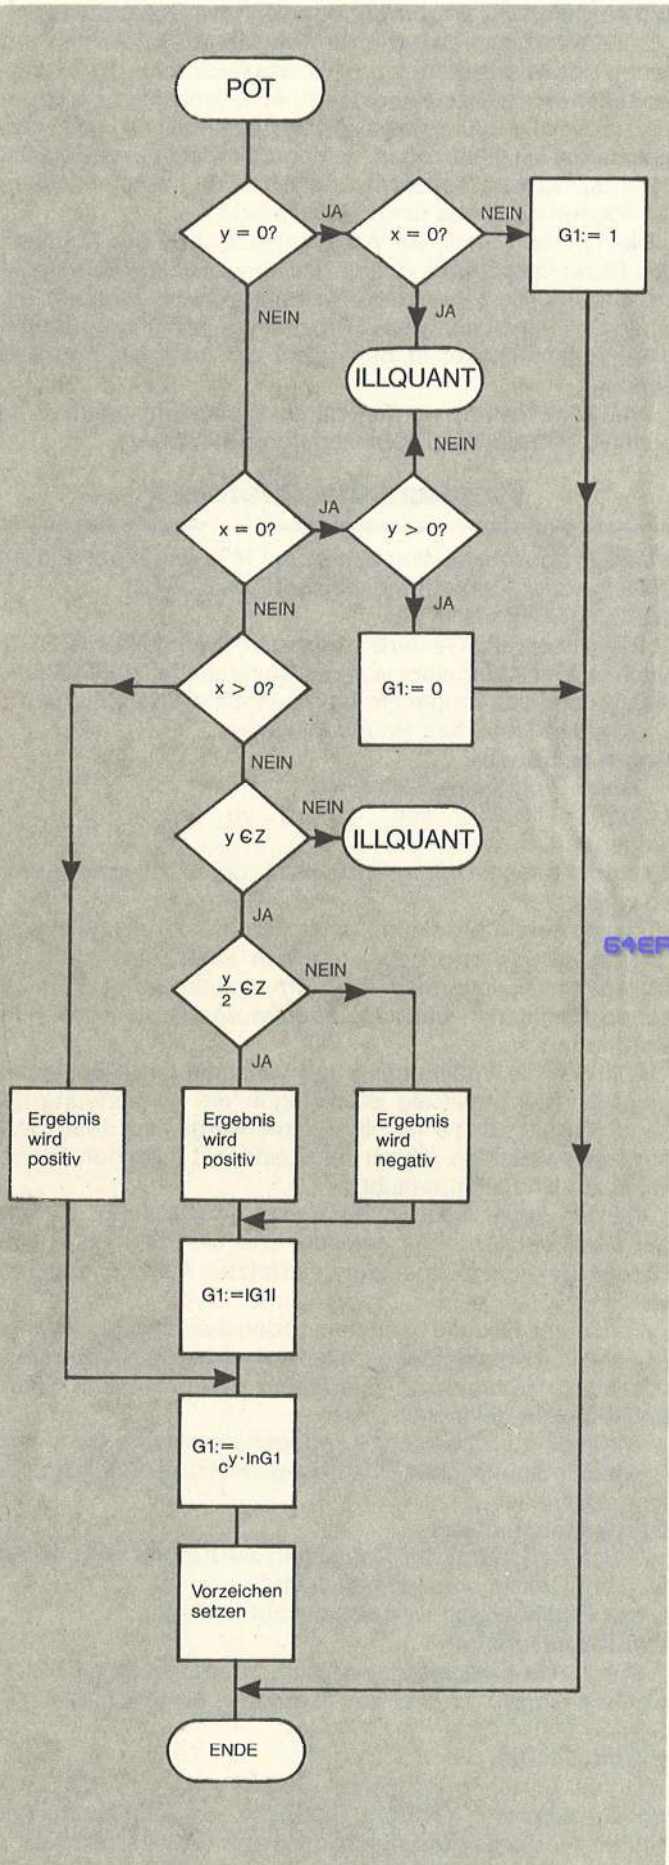 POT
y = 0?
JA
x = 0?
NEIN
G1:= 1
NEIN
JA
ILLQUANT
NEIN
x = 0?
JA
y > 0?
NEIN
JA
x > 0?
G1:= 0
NEIN
y ∈ Z
NEIN
ILLQUANT
JA
y/2 ∈ Z
NEIN
JA
Ergebnis
wird
positiv
Ergebnis
wird
positiv
Ergebnis
wird
negativ
G1:=|G1|
G1:=
c y·lnG1
Vorzeichen
setzen
ENDE
64ER